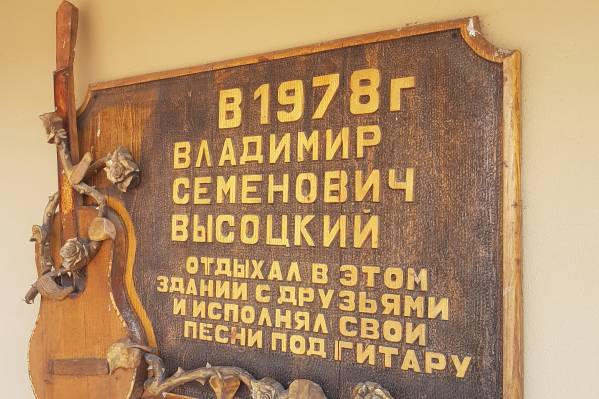 В 1978 г
ВЛАДИМИР
СЕМЕНОВИЧ
ВЫСОЦКИЙ
ОТДЫХАЛ В ЭТОМ
ЗДАНИИ С ДРУЗЬЯМИ
И ИСПОЛНЯЛ СВОИ
ПЕСНИ ПОД ГИТАРУ